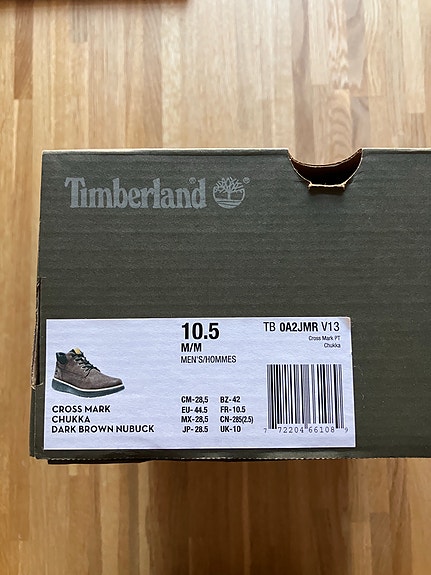 Timberland®
10.5
M/M
MEN'S/HOMMES
TB 0A2JMR V13
Cross Mark PT
Chukka
CROSS MARK
CHUKKA
DARK BROWN NUBUCK
CM-28,5 BZ-42
EU-44.5 FR-10.5
MX-28,5 CN-285(2.5)
JP-28.5 UK-10
7 72204 66108 9